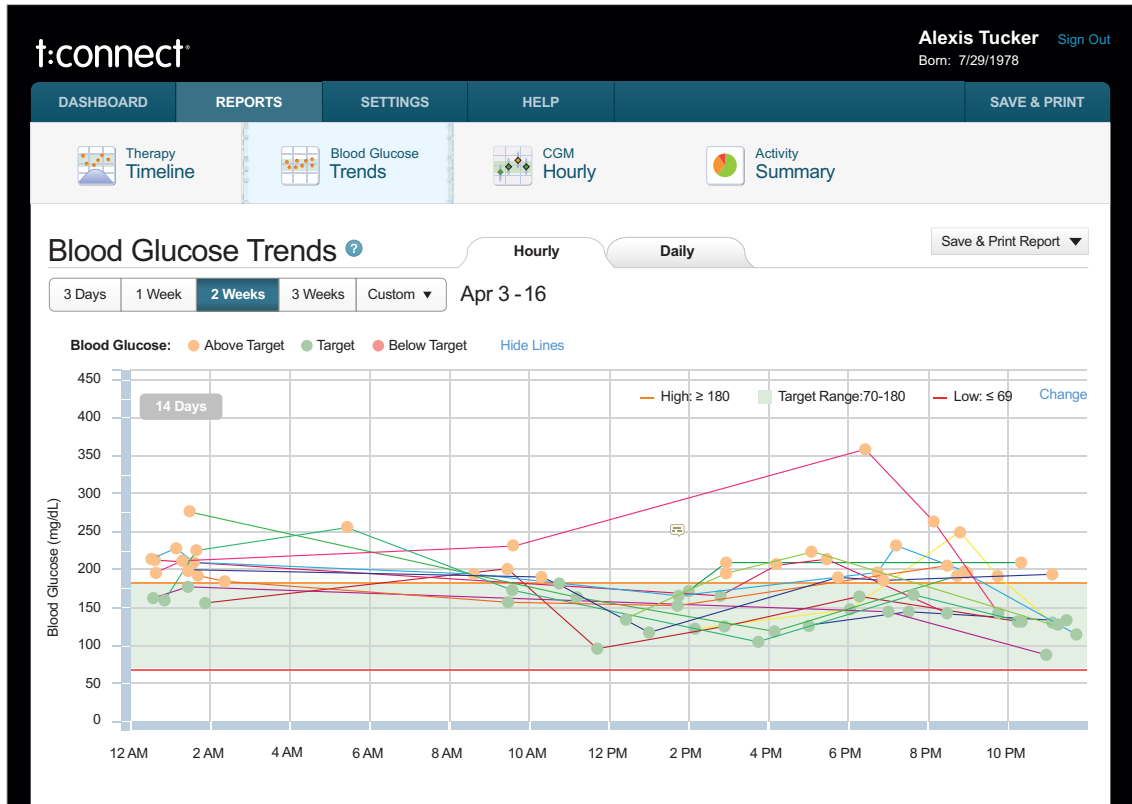 t:connect®
Alexis Tucker Sign Out
Born: 7/29/1978
DASHBOARD REPORTS SETTINGS HELP SAVE & PRINT
Therapy
Timeline
Blood Glucose
Trends
CGM
Hourly
Activity
Summary
Blood Glucose Trends ?
Hourly Daily
Save & Print Report
3 Days 1 Week 2 Weeks 3 Weeks Custom Apr 3 - 16
Blood Glucose: Above Target Target Below Target Hide Lines
14 Days
High: ≥ 180 Target Range:70-180 Low: ≤ 69 Change
Blood Glucose (mg/dL)
450
400
350
300
250
200
150
100
50
0
12 AM 2 AM 4 AM 6 AM 8 AM 10 AM 12 PM 2 PM 4 PM 6 PM 8 PM 10 PM